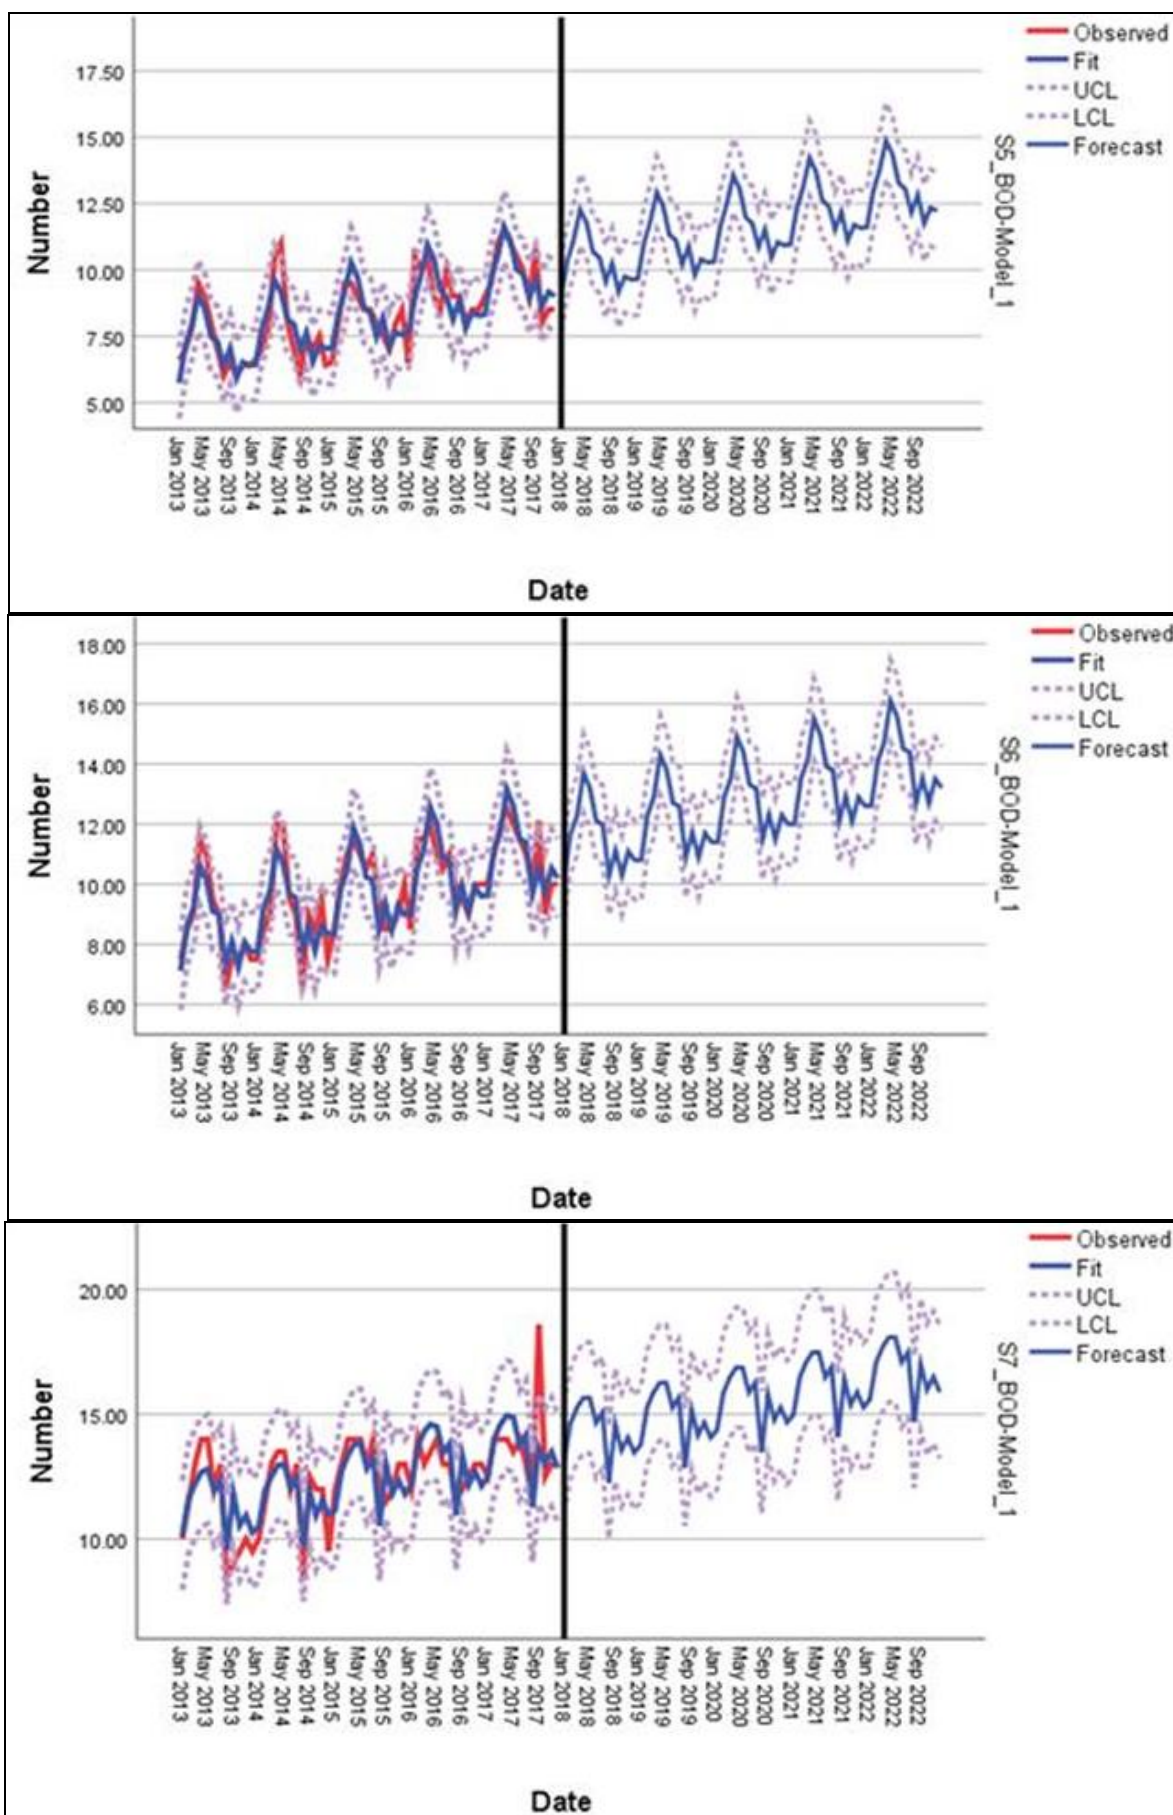 Observed
Fit
UCL
LCL
Forecast
17.50
15.00
12.50
10.00
7.50
5.00
Number
S5_BOD-Model_1
Jan 2013
May 2013
Sep 2013
Jan 2014
May 2014
Sep 2014
Jan 2015
May 2015
Sep 2015
Jan 2016
May 2016
Sep 2016
Jan 2017
May 2017
Sep 2017
Jan 2018
May 2018
Sep 2018
Jan 2019
May 2019
Sep 2019
Jan 2020
May 2020
Sep 2020
Jan 2021
May 2021
Sep 2021
Jan 2022
May 2022
Sep 2022
Date
Observed
Fit
UCL
LCL
Forecast
18.00
16.00
14.00
12.00
10.00
8.00
6.00
Number
S6_BOD-Model_1
Jan 2013
May 2013
Sep 2013
Jan 2014
May 2014
Sep 2014
Jan 2015
May 2015
Sep 2015
Jan 2016
May 2016
Sep 2016
Jan 2017
May 2017
Sep 2017
Jan 2018
May 2018
Sep 2018
Jan 2019
May 2019
Sep 2019
Jan 2020
May 2020
Sep 2020
Jan 2021
May 2021
Sep 2021
Jan 2022
May 2022
Sep 2022
Date
Observed
Fit
UCL
LCL
Forecast
20.00
15.00
10.00
Number
S7_BOD-Model_1
Jan 2013
May 2013
Sep 2013
Jan 2014
May 2014
Sep 2014
Jan 2015
May 2015
Sep 2015
Jan 2016
May 2016
Sep 2016
Jan 2017
May 2017
Sep 2017
Jan 2018
May 2018
Sep 2018
Jan 2019
May 2019
Sep 2019
Jan 2020
May 2020
Sep 2020
Jan 2021
May 2021
Sep 2021
Jan 2022
May 2022
Sep 2022
Date